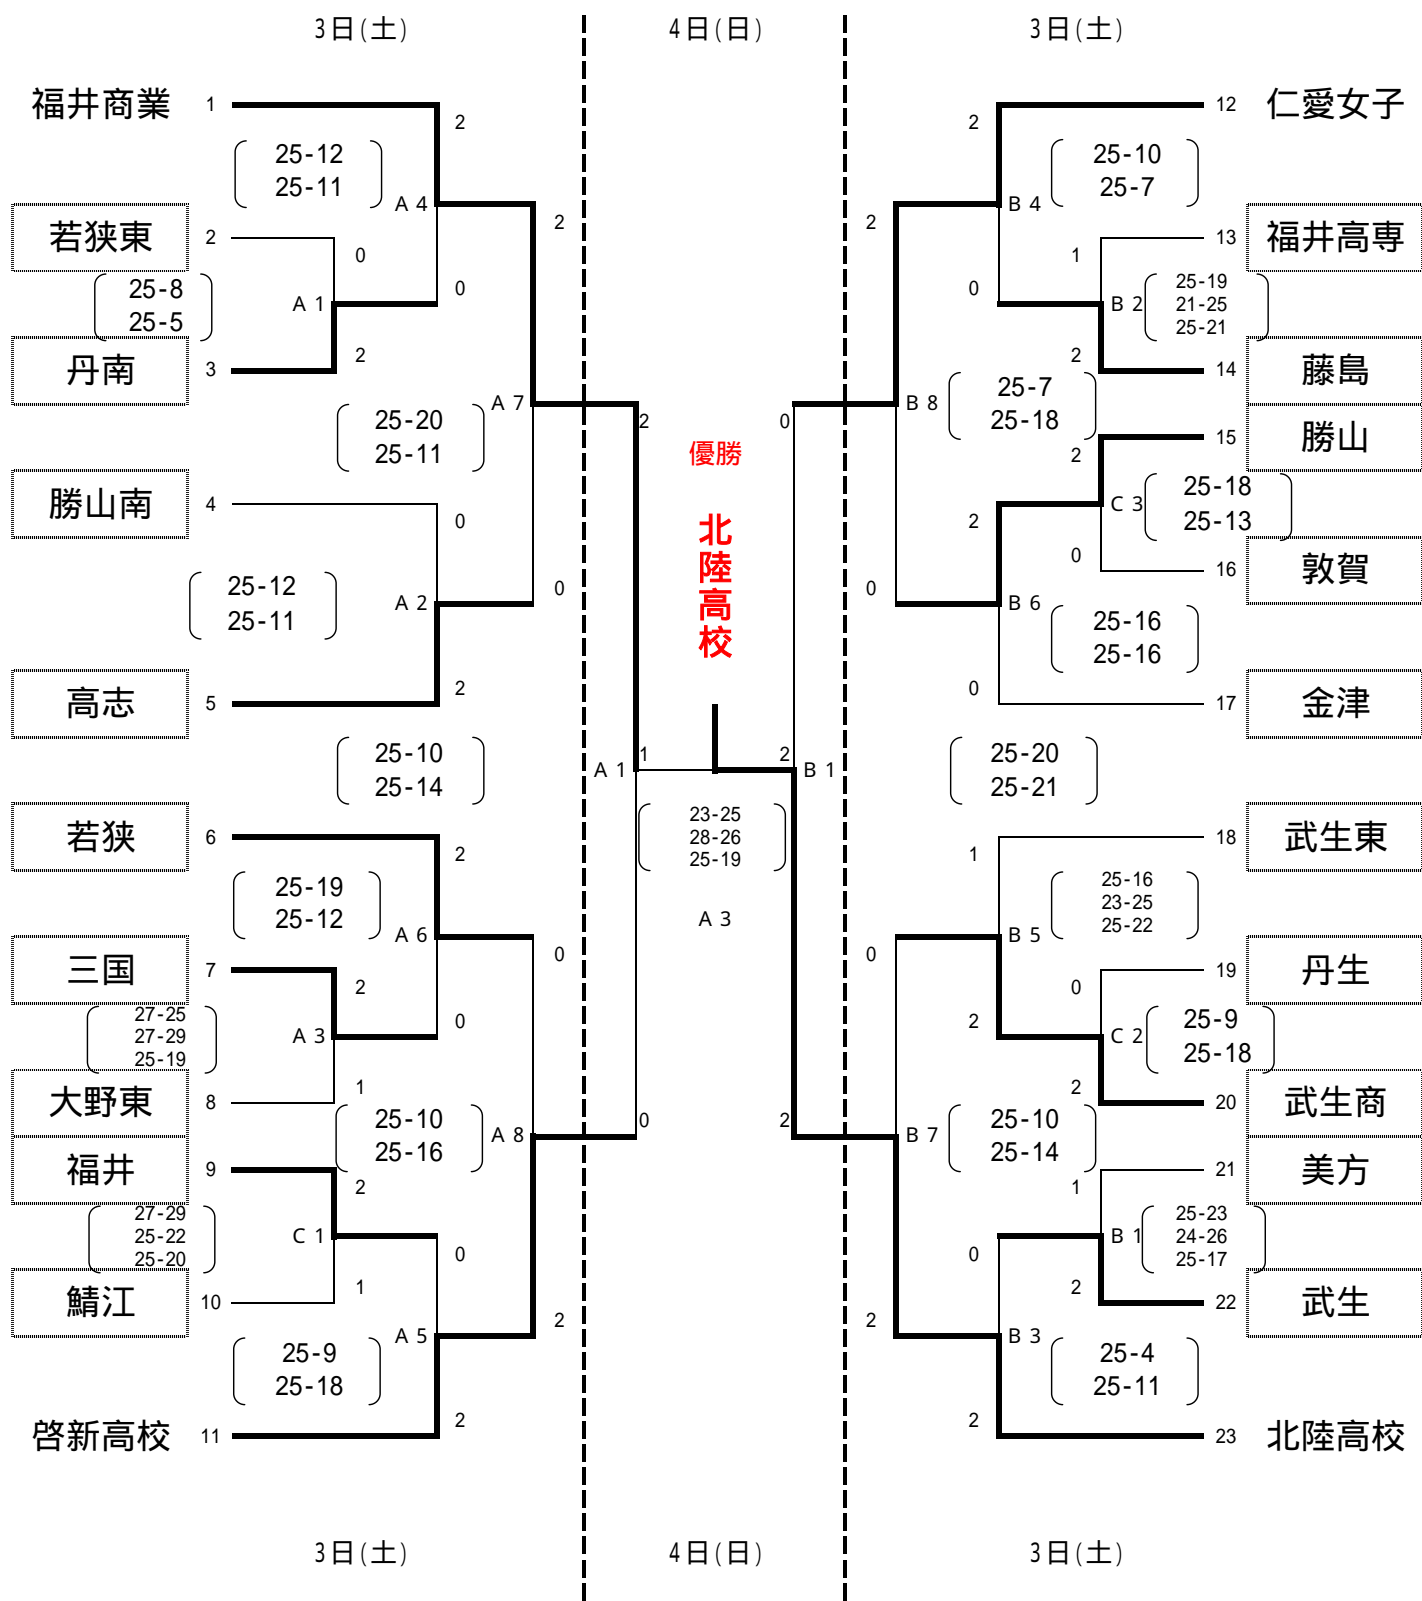 3日(土)
4日(日)
3日(土)
福井商業 1
2
25-12
25-11
A 4
若狭東 2
0
25-8
25-5
A 1
0
丹南 3
2
2
25-20
25-11
A 7
勝山南 4
0
25-12
25-11
A 2
0
高志 5
2
25-10
25-14
A 1
若狭 6
2
25-19
25-12
A 6
三国 7
2
0
27-25
27-29
25-19
A 3
0
大野東 8
1
25-10
25-16
A 8
福井 9
2
27-29
25-22
25-20
C 1
0
鯖江 10
1
25-9
25-18
A 5
2
啓新高校 11
2
2
0
優勝
北陸高校
1
2
23-25
28-26
25-19
A 3
0
2
12 仁愛女子
2
25-10
25-7
B 4
2
13 福井高専
1
25-19
21-25
25-21
B 2
0
14 藤島
2
25-7
25-18
B 8
15 勝山
2
25-18
25-13
C 3
2
16 敦賀
0
0
25-16
25-16
B 6
17 金津
0
25-20
25-21
B 1
18 武生東
1
25-16
23-25
25-22
B 5
0
19 丹生
0
25-9
25-18
C 2
2
20 武生商
2
25-10
25-14
B 7
21 美方
1
25-23
24-26
25-17
B 1
0
22 武生
2
25-4
25-11
B 3
2
23 北陸高校
2
3日(土)
4日(日)
3日(土)